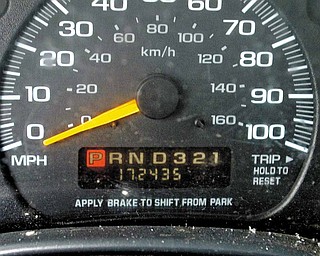 40 60
30 60 80 100 70
km/h
20 40 120 80
10 20 140 90
0 0 160 100
MPH PRND321 TRIP ▶
172435 HOLD TO
RESET
APPLY BRAKE TO SHIFT FROM PARK